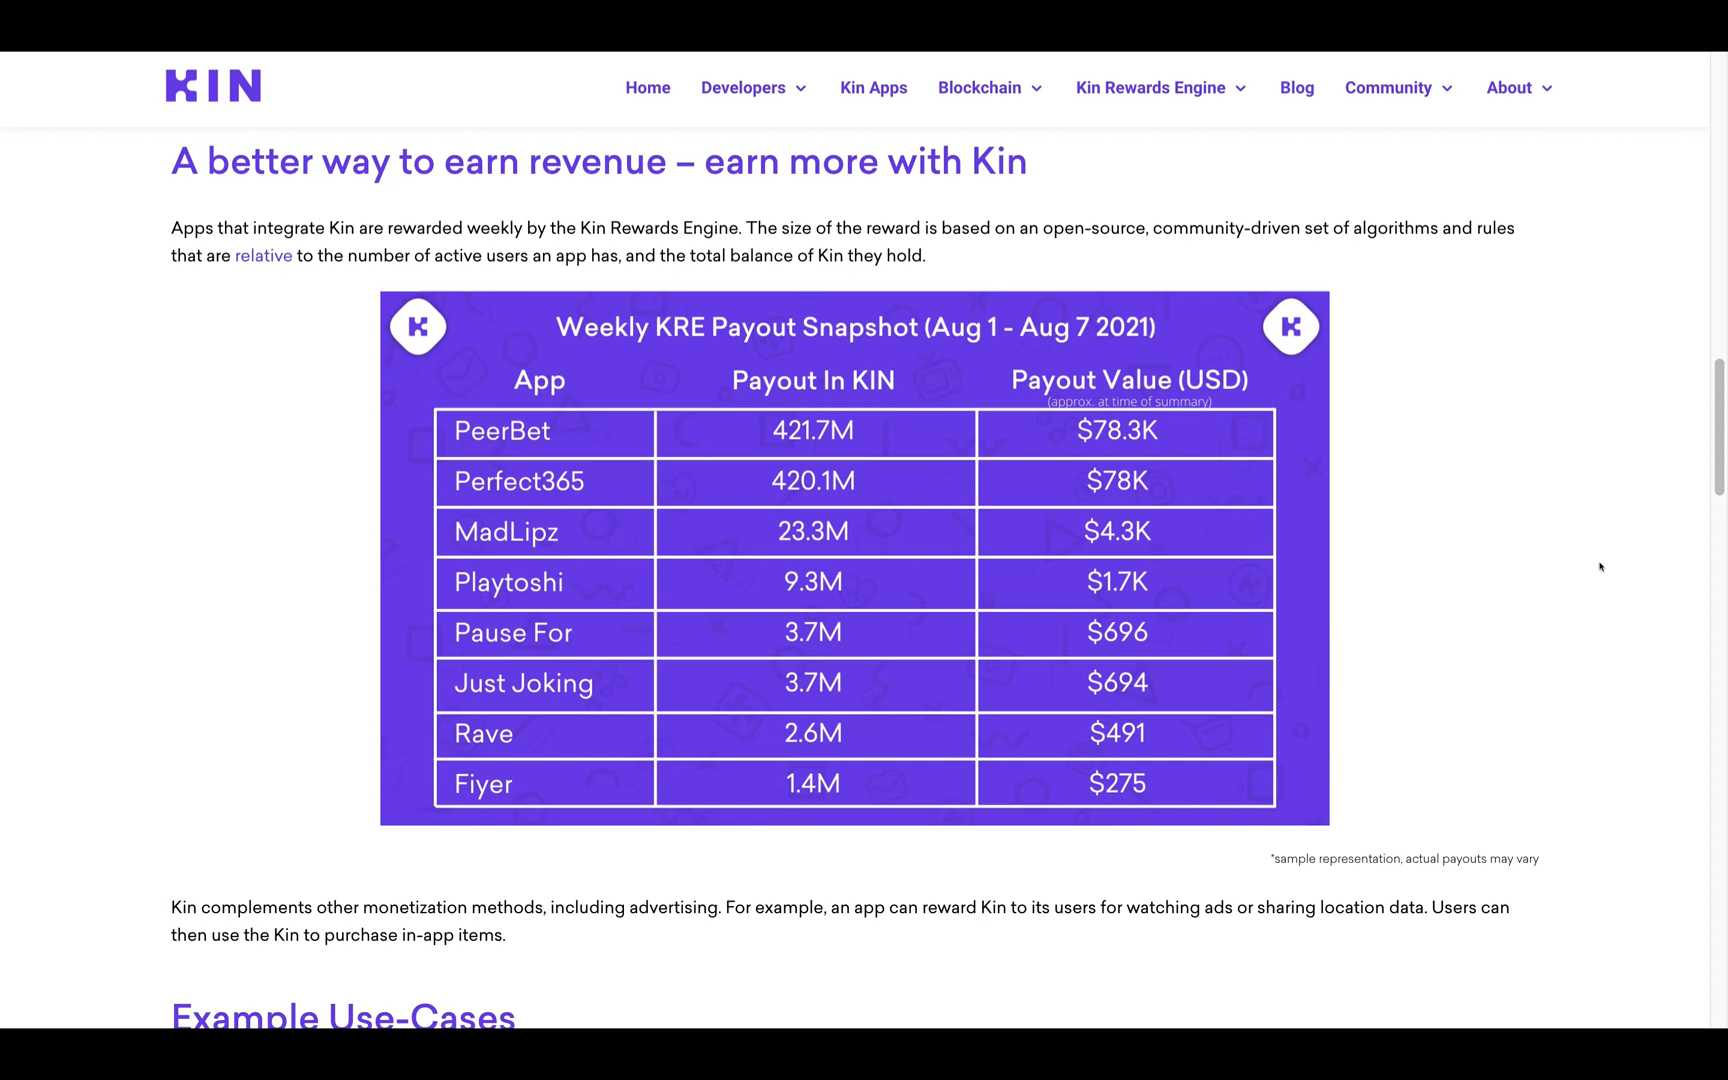 KIN
Home Developers Kin Apps Blockchain Kin Rewards Engine Blog Community About
A better way to earn revenue – earn more with Kin
Apps that integrate Kin are rewarded weekly by the Kin Rewards Engine. The size of the reward is based on an open-source, community-driven set of algorithms and rules
that are relative to the number of active users an app has, and the total balance of Kin they hold.
Weekly KRE Payout Snapshot (Aug 1 - Aug 7 2021)
App Payout In KIN Payout Value (USD)
(approx. at time of summary)
PeerBet 421.7M $78.3K
Perfect365 420.1M $78K
MadLipz 23.3M $4.3K
Playtoshi 9.3M $1.7K
Pause For 3.7M $696
Just Joking 3.7M $694
Rave 2.6M $491
Fiyer 1.4M $275
*sample representation, actual payouts may vary
Kin complements other monetization methods, including advertising. For example, an app can reward Kin to its users for watching ads or sharing location data. Users can
then use the Kin to purchase in-app items.
Example Use-Cases